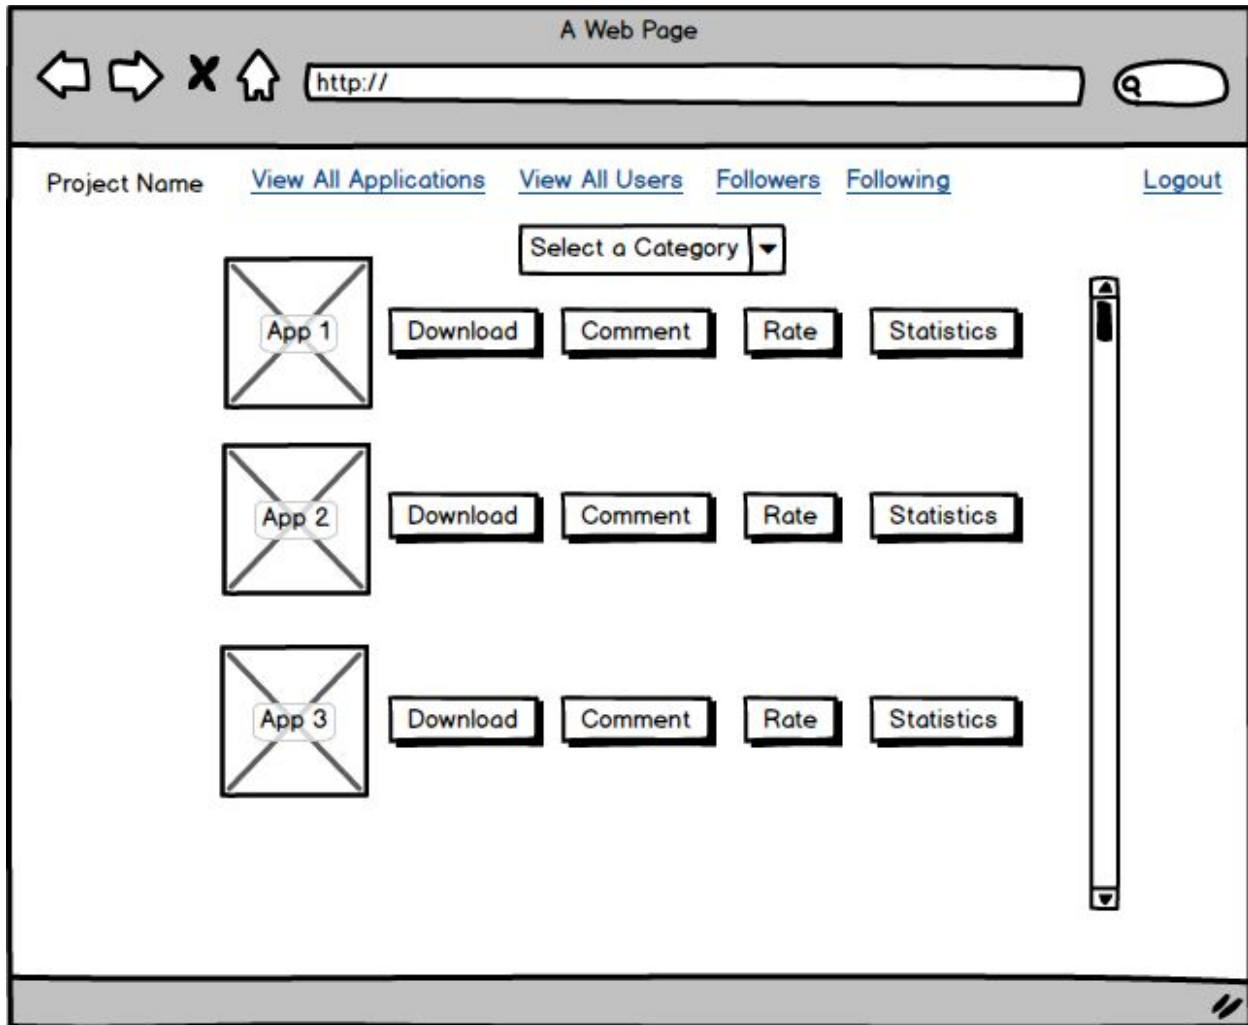 A Web Page
http://
Project Name View All Applications View All Users Followers Following Logout
Select a Category
App 1 Download Comment Rate Statistics
App 2 Download Comment Rate Statistics
App 3 Download Comment Rate Statistics